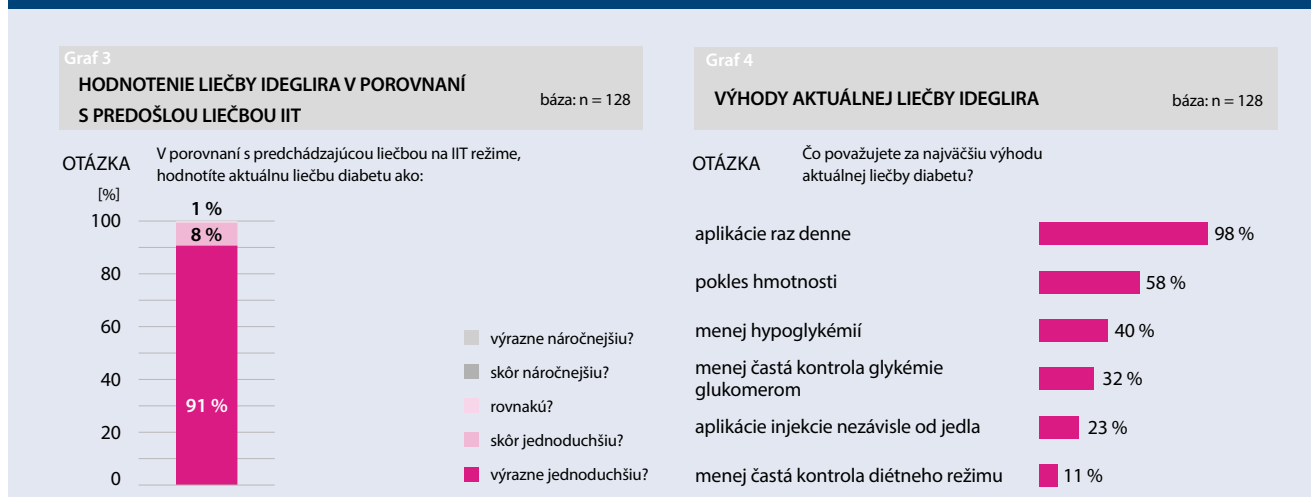 Graf 3
HODNOTENIE LIEČBY IDEGLIRA V POROVNANÍ
S PREDOŠLOU LIEČBOU IIT
báza: n = 128
OTÁZKA
V porovnaní s predchádzajúcou liečbou na IIT režime,
hodnotíte aktuálnu liečbu diabetu ako:
[%]
100
80
60
40
20
0
1 %
8 %
91 %
výrazne náročnejšiu?
skôr náročnejšiu?
rovnakú?
skôr jednoduchšiu?
výrazne jednoduchšiu?
Graf 4
VÝHODY AKTUÁLNEJ LIEČBY IDEGLIRA
báza: n = 128
OTÁZKA
Čo považujete za najväčšiu výhodu
aktuálnej liečby diabetu?
aplikácie raz denne 98 %
pokles hmotnosti 58 %
menej hypoglykémií 40 %
menej častá kontrola glykémie
glukomerom 32 %
aplikácie injekcie nezávisle od jedla 23 %
menej častá kontrola diétneho režimu 11 %